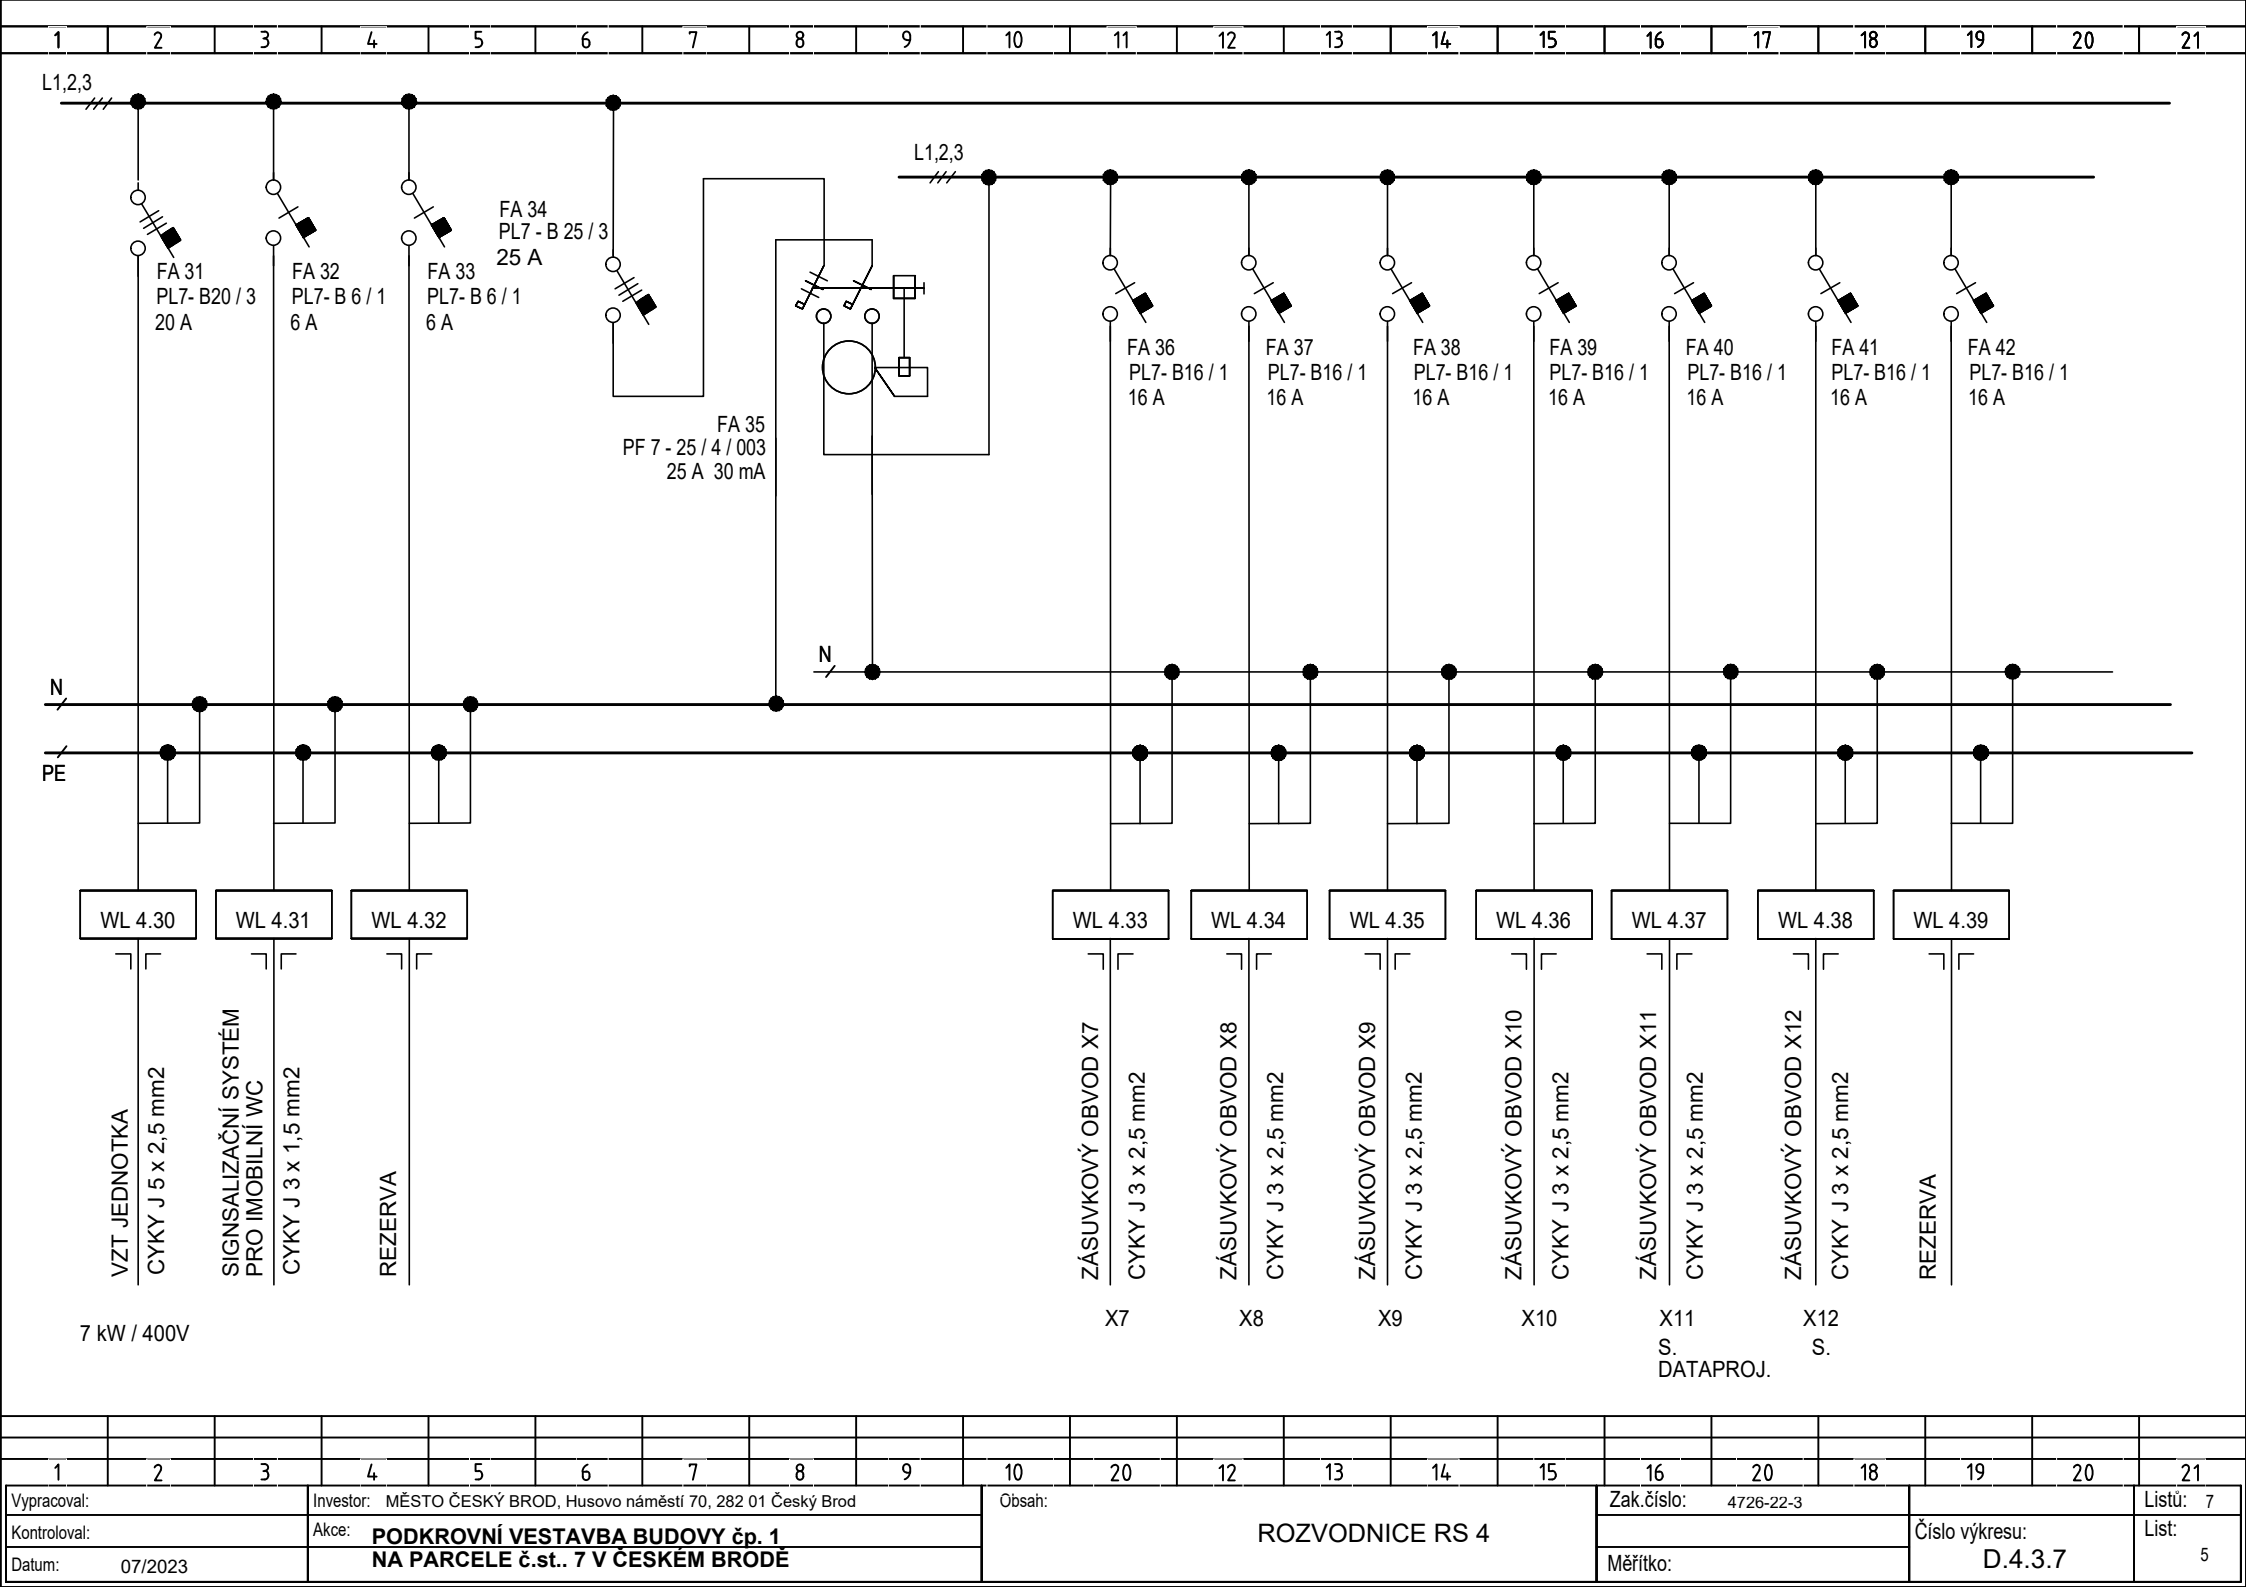 1 2 3 4 5 6 7 8 9 10 11 12 13 14 15 16 17 18 19 20 21
L1,2,3
L1,2,3
FA 34
PL7 - B 25 / 3
25 A
FA 31
PL7- B20 / 3
20 A
FA 32
PL7- B 6 / 1
6 A
FA 33
PL7- B 6 / 1
6 A
FA 35
PF 7 - 25 / 4 / 003
25 A 30 mA
FA 36
PL7- B16 / 1
16 A
FA 37
PL7- B16 / 1
16 A
FA 38
PL7- B16 / 1
16 A
FA 39
PL7- B16 / 1
16 A
FA 40
PL7- B16 / 1
16 A
FA 41
PL7- B16 / 1
16 A
FA 42
PL7- B16 / 1
16 A
N
N
PE
WL 4.30
WL 4.31
WL 4.32
WL 4.33
WL 4.34
WL 4.35
WL 4.36
WL 4.37
WL 4.38
WL 4.39
VZT JEDNOTKA
CYKY J 5 x 2,5 mm2
SIGNSALIZAČNÍ SYSTÉM
PRO IMOBILNÍ WC
CYKY J 3 x 1,5 mm2
REZERVA
ZÁSUVKOVÝ OBVOD X7
CYKY J 3 x 2,5 mm2
ZÁSUVKOVÝ OBVOD X8
CYKY J 3 x 2,5 mm2
ZÁSUVKOVÝ OBVOD X9
CYKY J 3 x 2,5 mm2
ZÁSUVKOVÝ OBVOD X10
CYKY J 3 x 2,5 mm2
ZÁSUVKOVÝ OBVOD X11
CYKY J 3 x 2,5 mm2
ZÁSUVKOVÝ OBVOD X12
CYKY J 3 x 2,5 mm2
REZERVA
7 kW / 400V
X7
X8
X9
X10
X11
S.
DATAPROJ.
X12
S.
1 2 3 4 5 6 7 8 9 10 20 12 13 14 15 16 20 18 19 20 21
Vypracoval:
Kontroloval:
Datum: 07/2023
Investor: MĚSTO ČESKÝ BROD, Husovo náměstí 70, 282 01 Český Brod
Akce: PODKROVNÍ VESTAVBA BUDOVY čp. 1
NA PARCELE č.st.. 7 V ČESKÉM BRODĚ
Obsah:
ROZVODNICE RS 4
Zak.číslo: 4726-22-3
Měřítko:
Číslo výkresu:
D.4.3.7
Listů: 7
List:
5